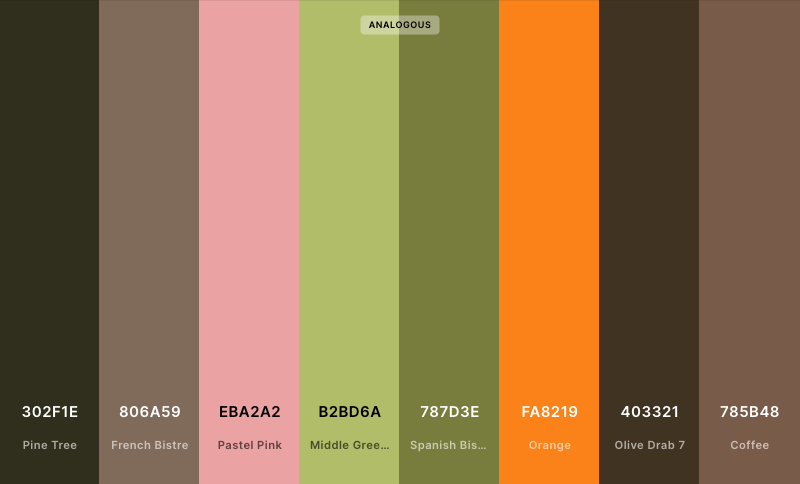 ANALOGOUS
302F1E 806A59 EBA2A2 B2BD6A 787D3E FA8219 403321 785B48
Pine Tree French Bistre Pastel Pink Middle Gree... Spanish Bis... Orange Olive Drab 7 Coffee